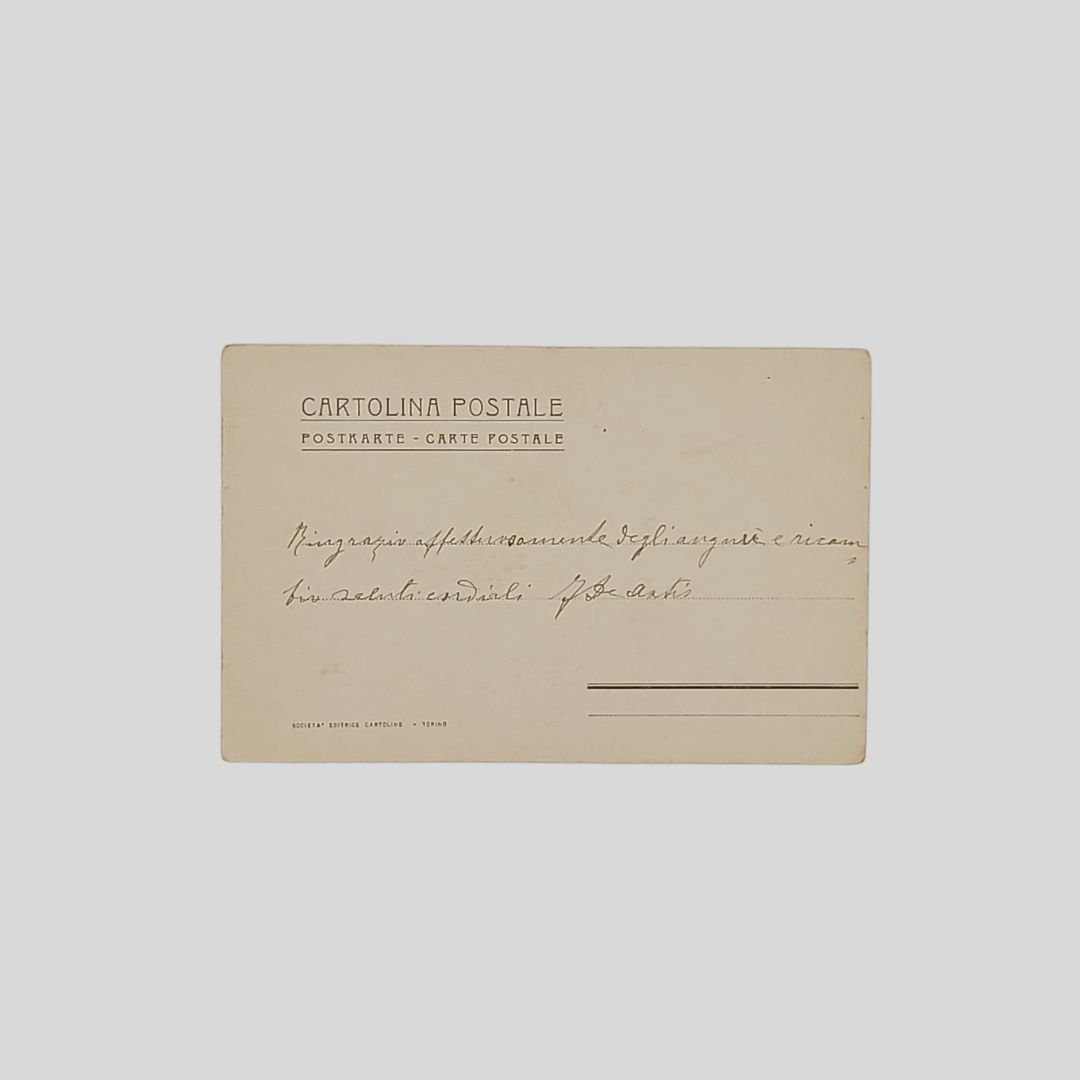 CARTOLINA POSTALE
POSTKARTE - CARTE POSTALE
Ringrazio affettuosamente degli auguri e ricam
bio saluti cordiali
SOCIETA' EDITRICE CARTOLINE - TORINO